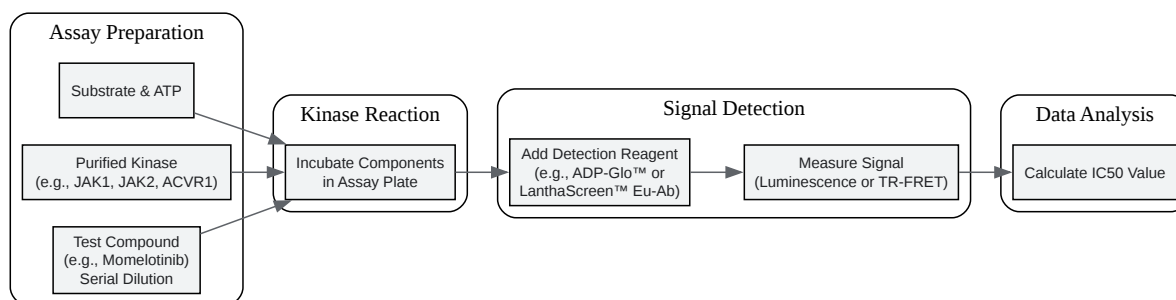 Assay Preparation
Substrate & ATP
Purified Kinase
(e.g., JAK1, JAK2, ACVR1)
Test Compound
(e.g., Momelotinib)
Serial Dilution
Kinase Reaction
Incubate Components
in Assay Plate
Signal Detection
Add Detection Reagent
(e.g., ADP-Glo™ or
LanthaScreen™ Eu-Ab)
Measure Signal
(Luminescence or TR-FRET)
Data Analysis
Calculate IC50 Value